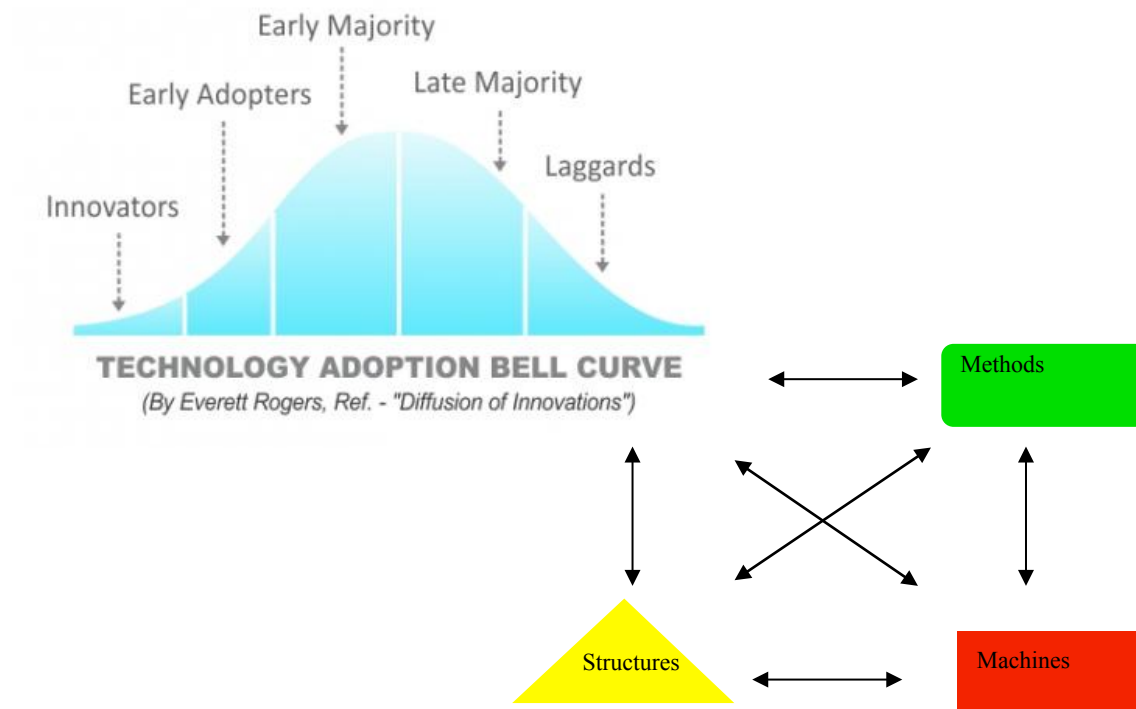 Early Majority
Late Majority
Early Adopters
Laggards
Innovators
TECHNOLOGY ADOPTION BELL CURVE
(By Everett Rogers, Ref. - "Diffusion of Innovations")
Methods
Structures
Machines